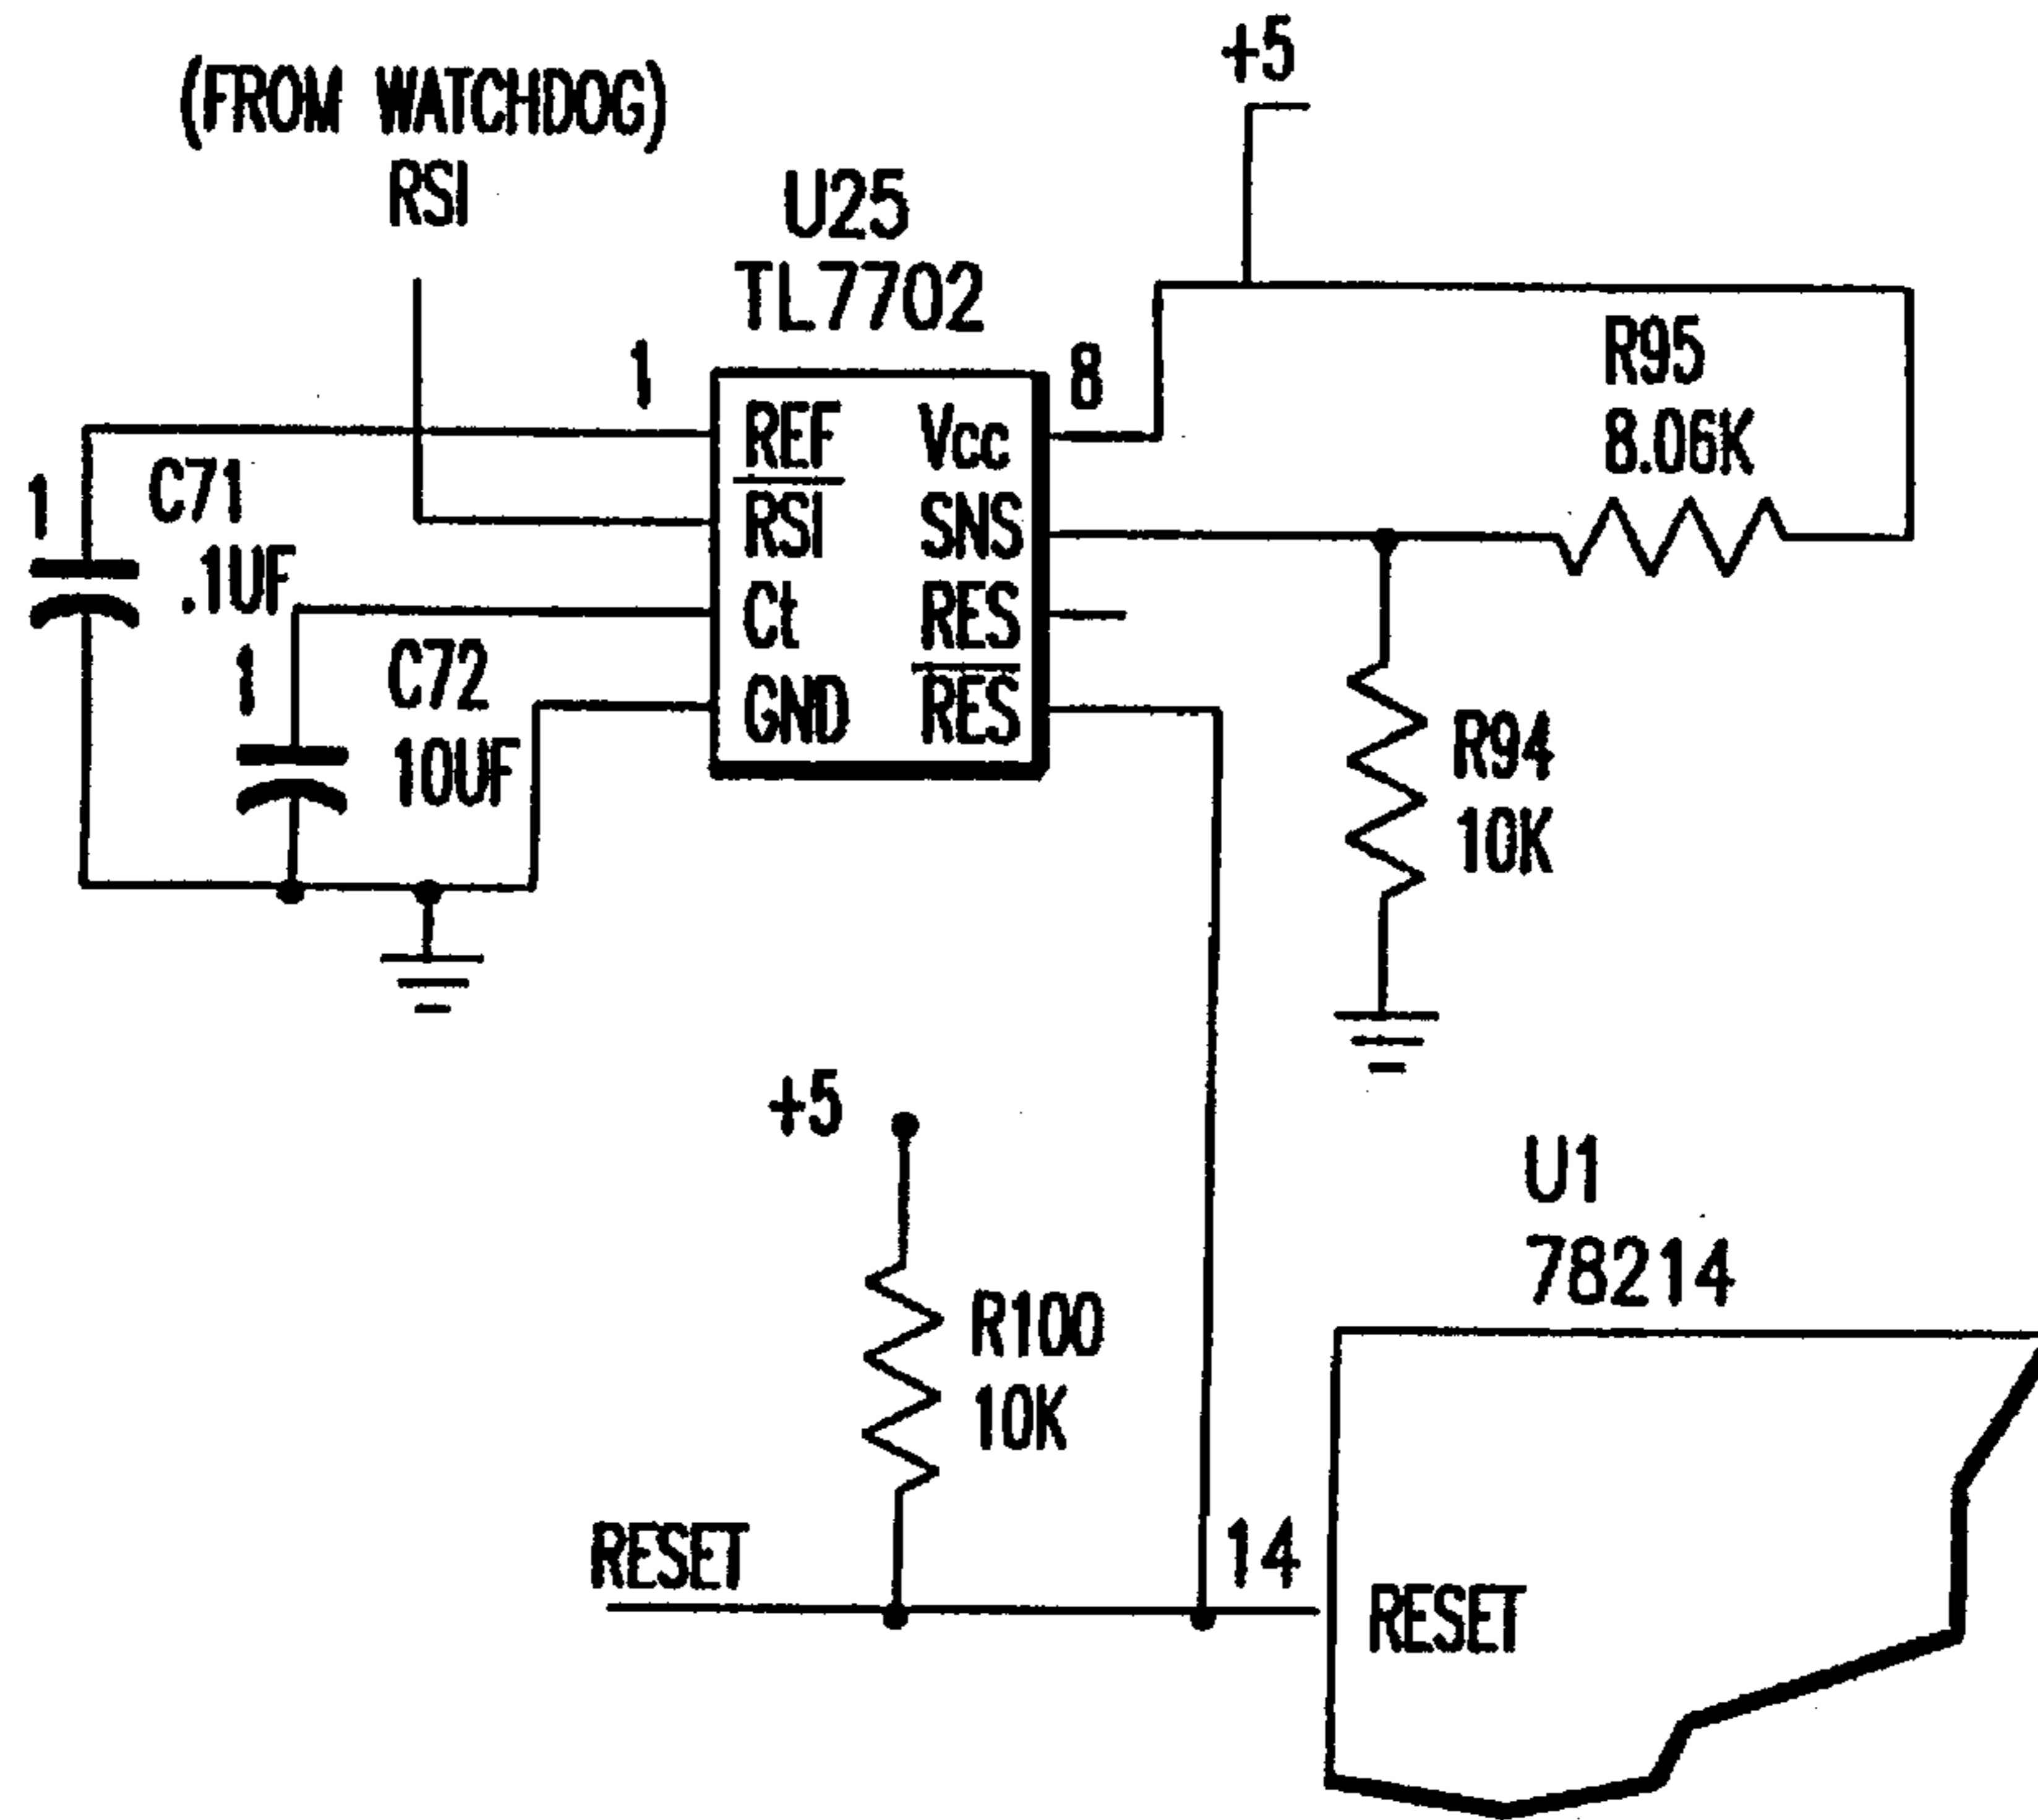 (FROM WATCHDOG)
RSI
+5
U25
TL7702
1
8
R95
8.06K
REF
Vcc
RSI
SNS
Ct
RES
GND
RES
1
C71
.1UF
1
C72
10UF
R94
10K
+5
R100
10K
U1
78214
RESET
14
RESET